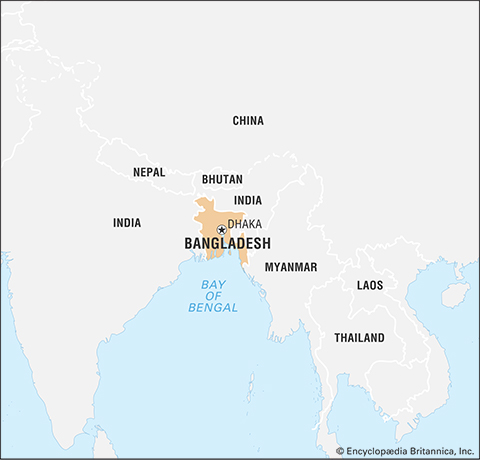 CHINA
NEPAL
BHUTAN
INDIA
INDIA
DHAKA
BANGLADESH
MYANMAR
BAY
OF
BENGAL
LAOS
THAILAND
© Encyclopædia Britannica, Inc.